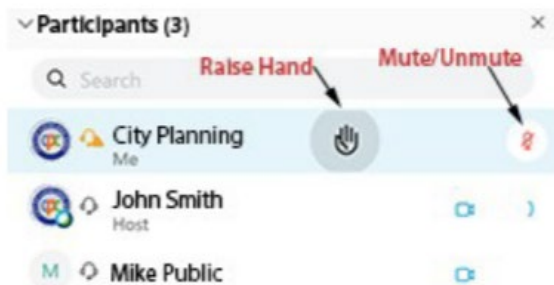 Participants (3)
Search
Raise Hand
Mute/Unmute
City Planning
Me
John Smith
Host
M
Mike Public